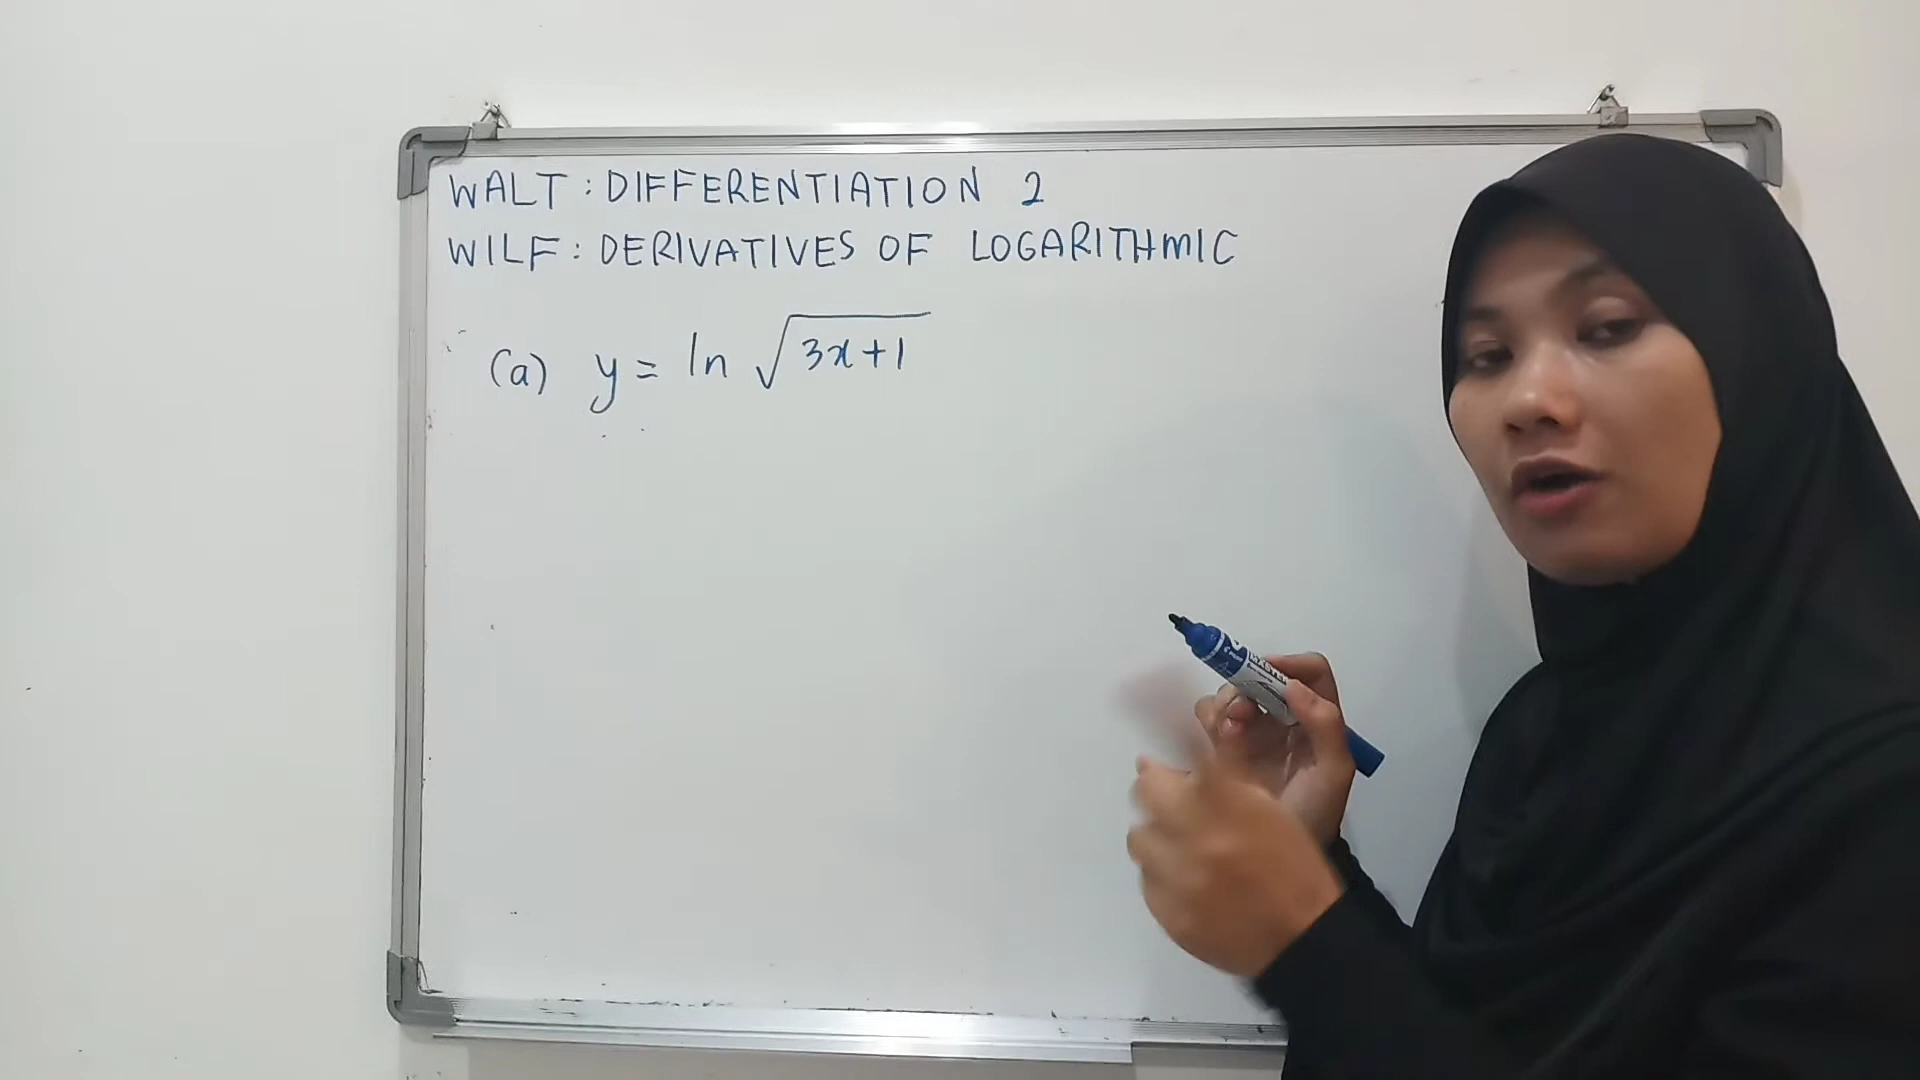 WALT : DIFFERENTIATION 2
WILF : DERIVATIVES OF LOGARITHMIC
(a) y = ln √(3x+1)